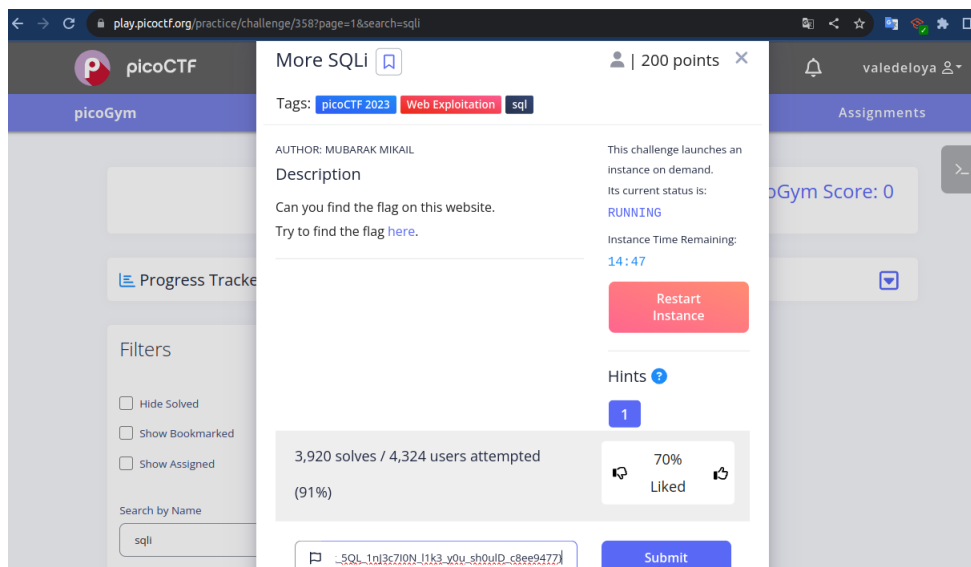 play.picoctf.org/practice/challenge/358?page=1&search=sqli
picoCTF
valedeloya
picoGym
Assignments
More SQLi
| 200 points
Tags: picoCTF 2023 Web Exploitation sql
AUTHOR: MUBARAK MIKAIL
Description
Can you find the flag on this website.
Try to find the flag here.
This challenge launches an
instance on demand.
Its current status is:
RUNNING
Instance Time Remaining:
14:47
Restart
Instance
Hints ?
1
3,920 solves / 4,324 users attempted
(91%)
70%
Liked
Submit
oGym Score: 0
Progress Tracke
Filters
Hide Solved
Show Bookmarked
Show Assigned
Search by Name
sqli